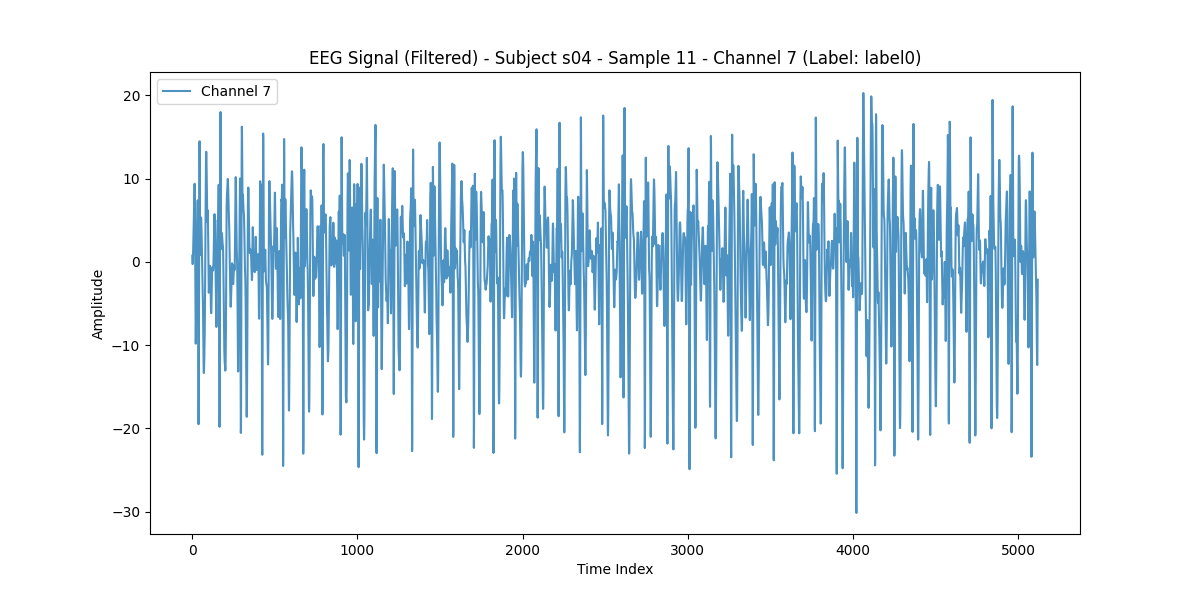 EEG Signal (Filtered) - Subject s04 - Sample 11 - Channel 7 (Label: label0)
Channel 7
20
10
0
−10
−20
−30
Amplitude
0 1000 2000 3000 4000 5000
Time Index